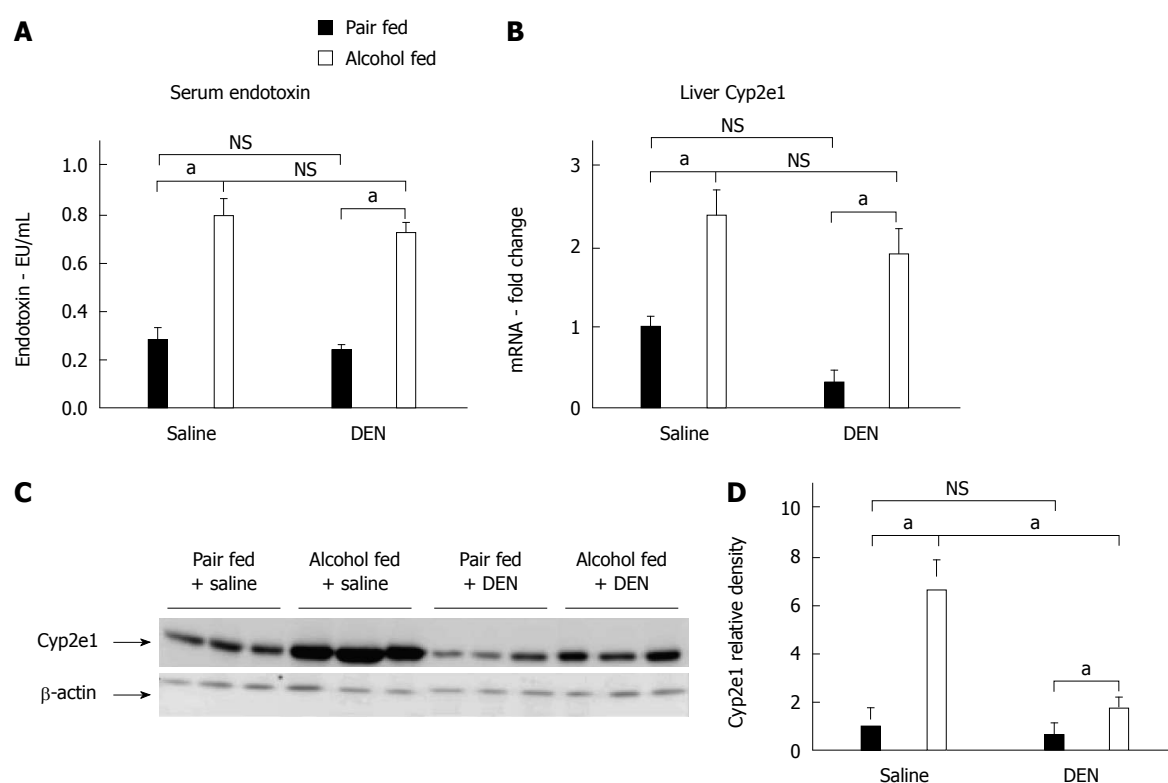 A
Pair fed
Alcohol fed
Serum endotoxin
NS
a
NS
a
Endotoxin - EU/mL
1.0
0.8
0.6
0.4
0.2
0.0
Saline
DEN
B
Liver Cyp2e1
NS
a
NS
a
mRNA - fold change
3
2
1
0
Saline
DEN
C
Pair fed
+ saline
Alcohol fed
+ saline
Pair fed
+ DEN
Alcohol fed
+ DEN
Cyp2e1
β-actin
D
NS
a
a
a
Cyp2e1 relative density
10
8
6
4
2
0
Saline
DEN